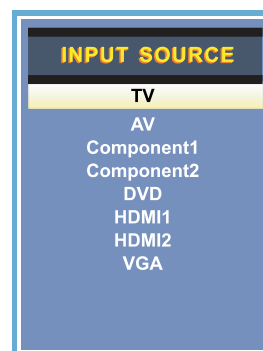 INPUT SOURCE
TV
AV
Component1
Component2
DVD
HDMI1
HDMI2
VGA